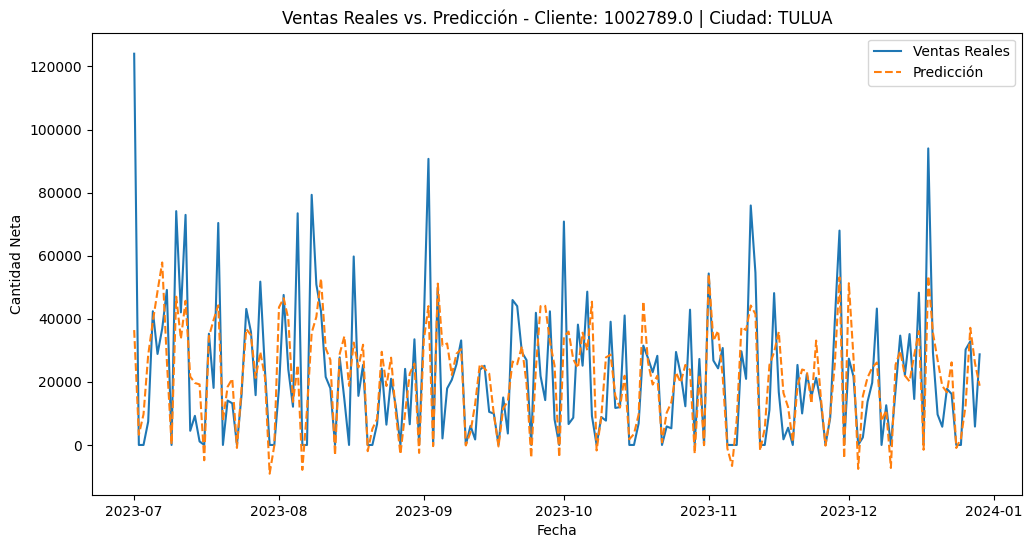 Ventas Reales vs. Predicción - Cliente: 1002789.0 | Ciudad: TULUA
Ventas Reales
Predicción
Cantidad Neta
120000
100000
80000
60000
40000
20000
0
2023-07
2023-08
2023-09
2023-10
2023-11
2023-12
2024-01
Fecha